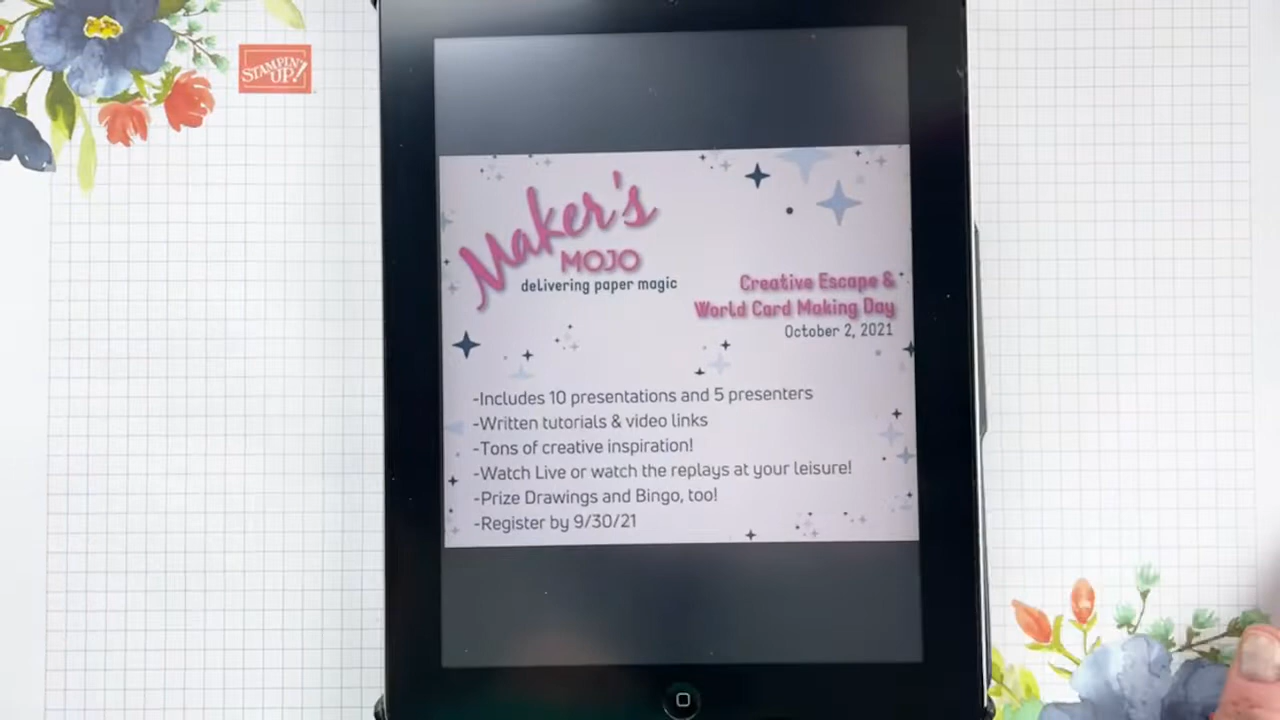 STAMPIN' UP!
Maker's
MOJO
delivering paper magic
Creative Escape &
World Card Making Day
October 2, 2021
-Includes 10 presentations and 5 presenters
-Written tutorials & video links
-Tons of creative inspiration!
-Watch Live or watch the replays at your leisure!
-Prize Drawings and Bingo, too!
-Register by 9/30/21